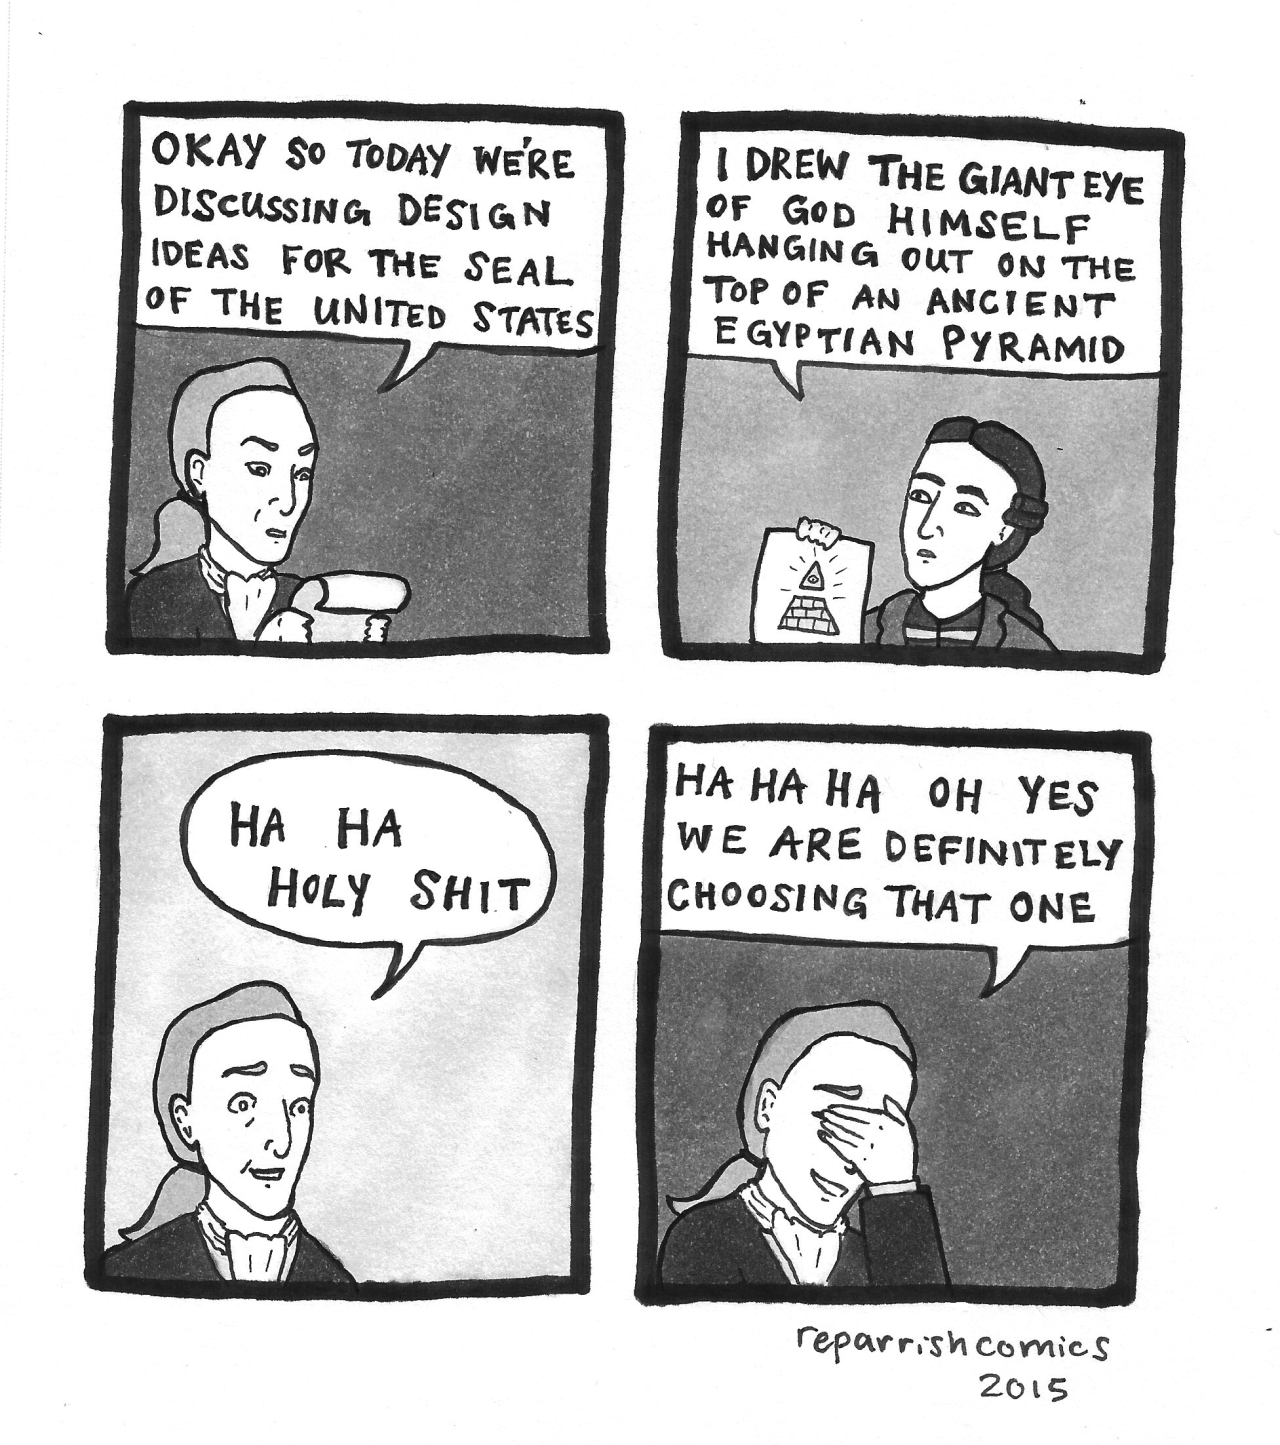 OKAY SO TODAY WE'RE
DISCUSSING DESIGN
IDEAS FOR THE SEAL
OF THE UNITED STATES
I DREW THE GIANT EYE
OF GOD HIMSELF
HANGING OUT ON THE
TOP OF AN ANCIENT
EGYPTIAN PYRAMID
HA HA
HOLY SHIT
HA HA HA OH YES
WE ARE DEFINITELY
CHOOSING THAT ONE
reparrishcomics
2015